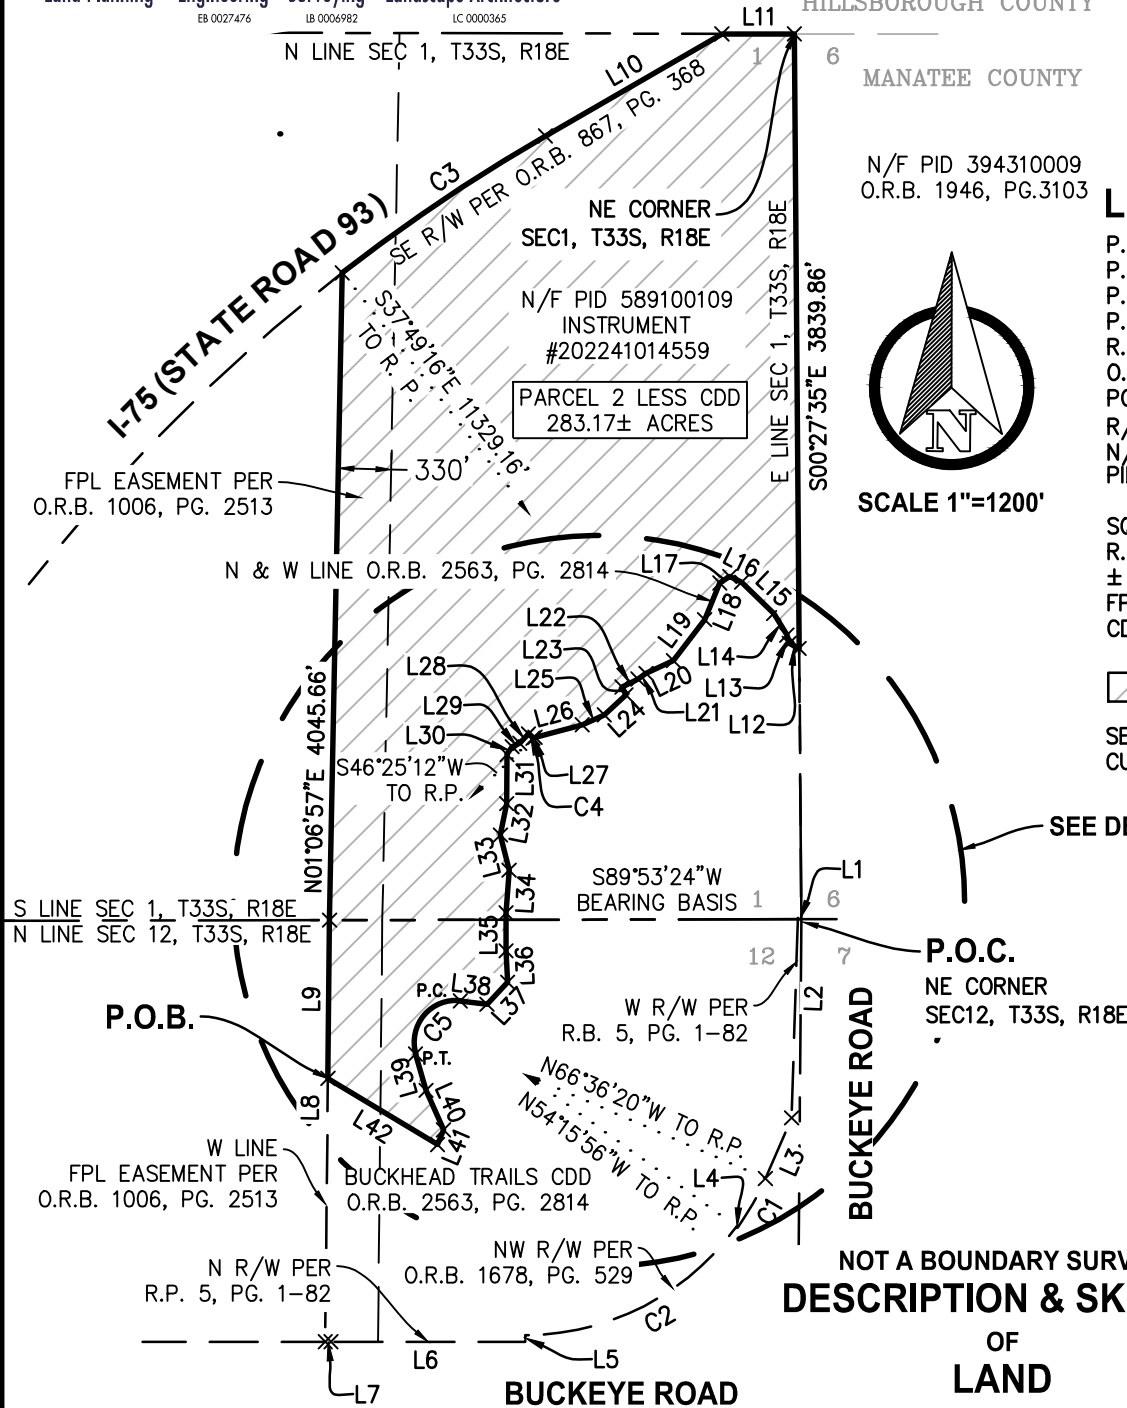 EB 0027476 LB 0006982 LC 0000365
L11
HILLSBOROUGH COUNTY
N LINE SEC 1, T33S, R18E
1 6
MANATEE COUNTY
L10
SE R/W PER O.R.B. 867, PG. 368
C3
N/F PID 394310009
O.R.B. 1946, PG.3103
NE CORNER
SEC1, T33S, R18E
I-75 (STATE ROAD 93)
S37°49'16"E 11329.16'
TO R. P.
N/F PID 589100109
INSTRUMENT
#202241014559
PARCEL 2 LESS CDD
283.17± ACRES
E LINE SEC 1, T33S, R18E
S00°27'35"E 3839.86'
N
SCALE 1"=1200'
330'
FPL EASEMENT PER
O.R.B. 1006, PG. 2513
N & W LINE O.R.B. 2563, PG. 2814
L17
L16
L15
L18
L22
L19
L14
L23
L13
L28
L25
L20
L12
L29
L21
L24
L26
L30
L27
C4
N01°06'57"E 4045.66'
S46°25'12"W
TO R.P.
L31
L32
L33
SEE DE
L34
S89°53'24"W
BEARING BASIS
1 6
L1
S LINE SEC 1, T33S, R18E
N LINE SEC 12, T33S, R18E
12 7
L35
L36
P.O.C.
NE CORNER
SEC12, T33S, R18E
L9
P.C.
L38
L37
W R/W PER
R.B. 5, PG. 1-82
L2
P.O.B.
C5
P.T.
L39
BUCKEYE ROAD
N66°36'20"W TO R.P.
N54°15'56"W TO R.P.
L8
L40
L42
L41
L3
L4
C1
W LINE
FPL EASEMENT PER
O.R.B. 1006, PG. 2513
BUCKHEAD TRAILS CDD
O.R.B. 2563, PG. 2814
NW R/W PER
O.R.B. 1678, PG. 529
N R/W PER
R.P. 5, PG. 1-82
C2
NOT A BOUNDARY SURV
DESCRIPTION & SK
OF
LAND
L6
L5
L7
BUCKEYE ROAD